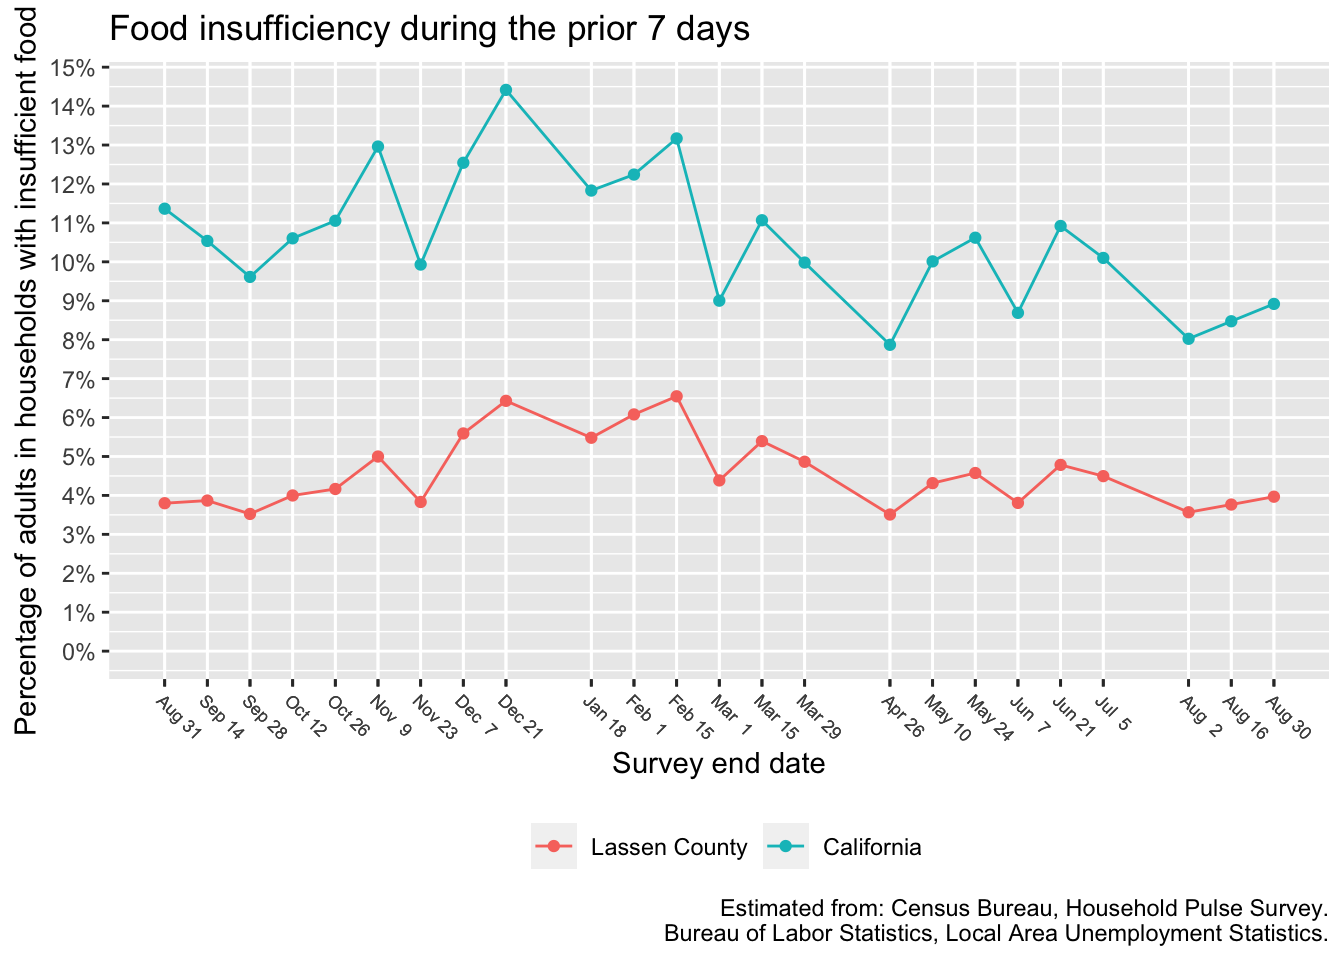 Food insufficiency during the prior 7 days
Percentage of adults in households with insufficient food
15%
14%
13%
12%
11%
10%
9%
8%
7%
6%
5%
4%
3%
2%
1%
0%
Aug 31
Sep 14
Sep 28
Oct 12
Oct 26
Nov 9
Nov 23
Dec 7
Dec 21
Jan 18
Feb 1
Feb 15
Mar 1
Mar 15
Mar 29
Apr 26
May 10
May 24
Jun 7
Jun 21
Jul 5
Aug 2
Aug 16
Aug 30
Survey end date
Lassen County
California
Estimated from: Census Bureau, Household Pulse Survey.
Bureau of Labor Statistics, Local Area Unemployment Statistics.